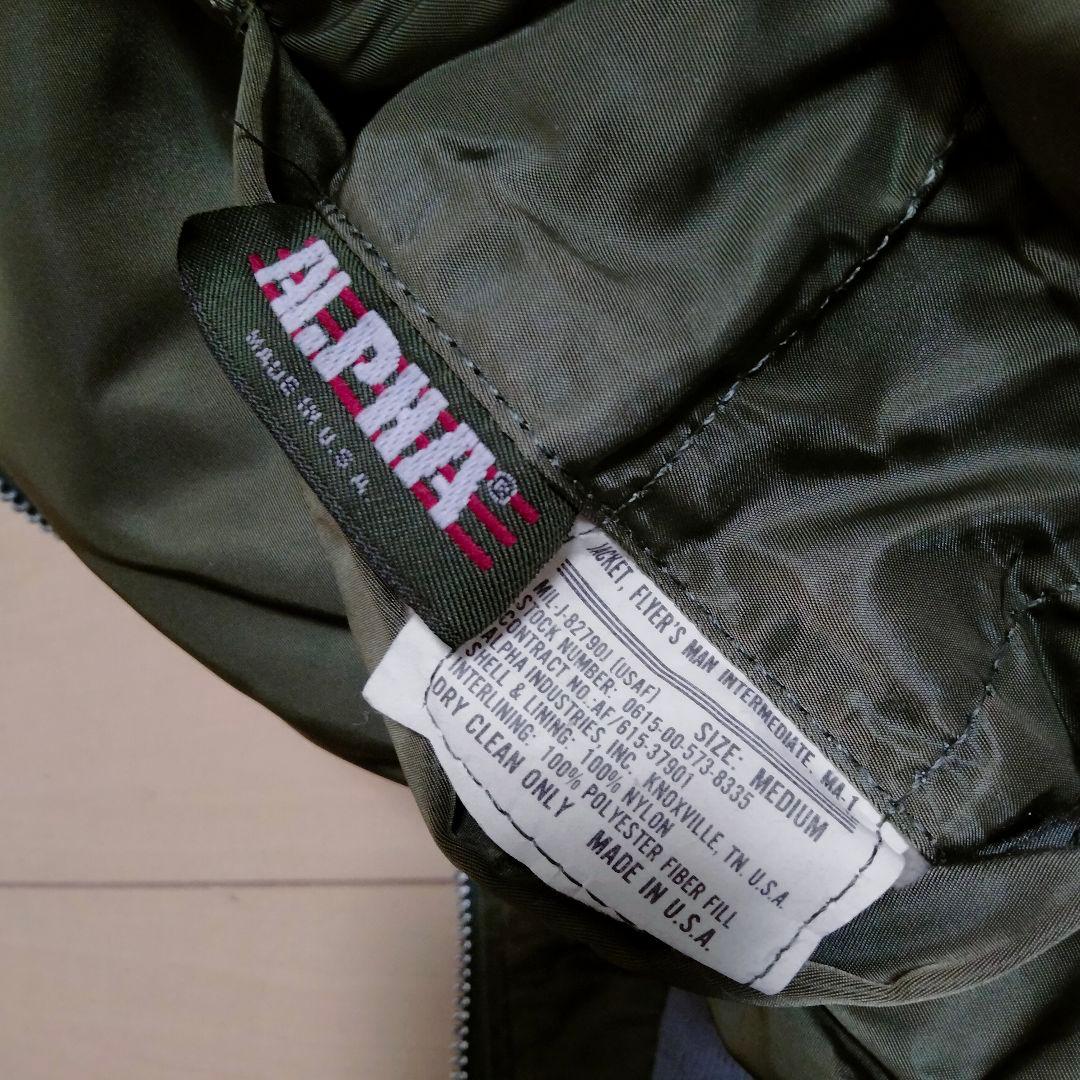 ALPHA®
MADE IN U.S.A.
JACKET, FLYER'S MAN INTERMEDIATE. MA.1
MIL-J-82790J (USAF) SIZE: MEDIUM
STOCK NUMBER: 0615-00-573-8335
CONTRACT NO:AF/615-37901
ALPHA INDUSTRIES, INC. KNOXVILLE, TN. U.S.A.
SHELL & LINING: 100% NYLON
INTERLINING: 100% POLYESTER FIBER FILL
DRY CLEAN ONLY MADE IN U.S.A.